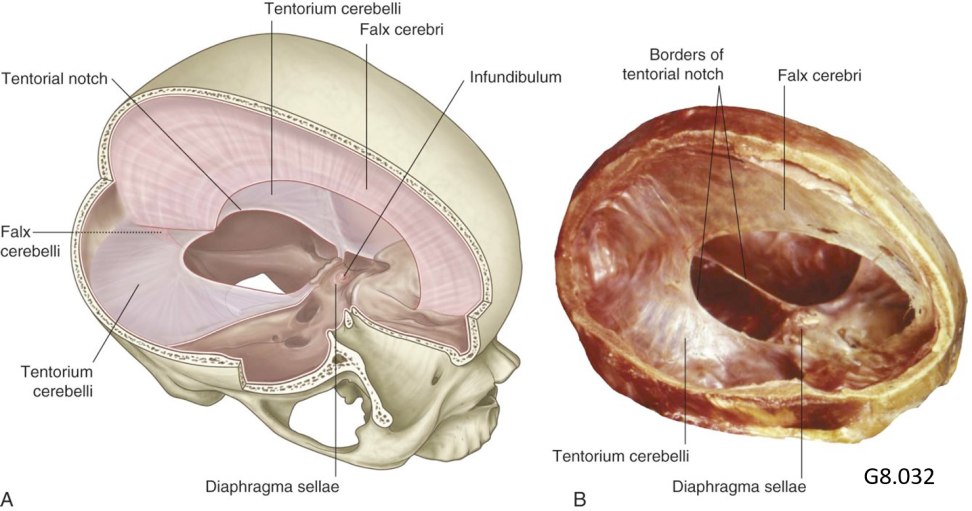 Tentorium cerebelli
Falx cerebri
Tentorial notch
Infundibulum
Falx
cerebelli
Tentorium
cerebelli
Diaphragma sellae
A
Borders of
tentorial notch
Falx cerebri
Tentorium cerebelli
Diaphragma sellae
B
G8.032